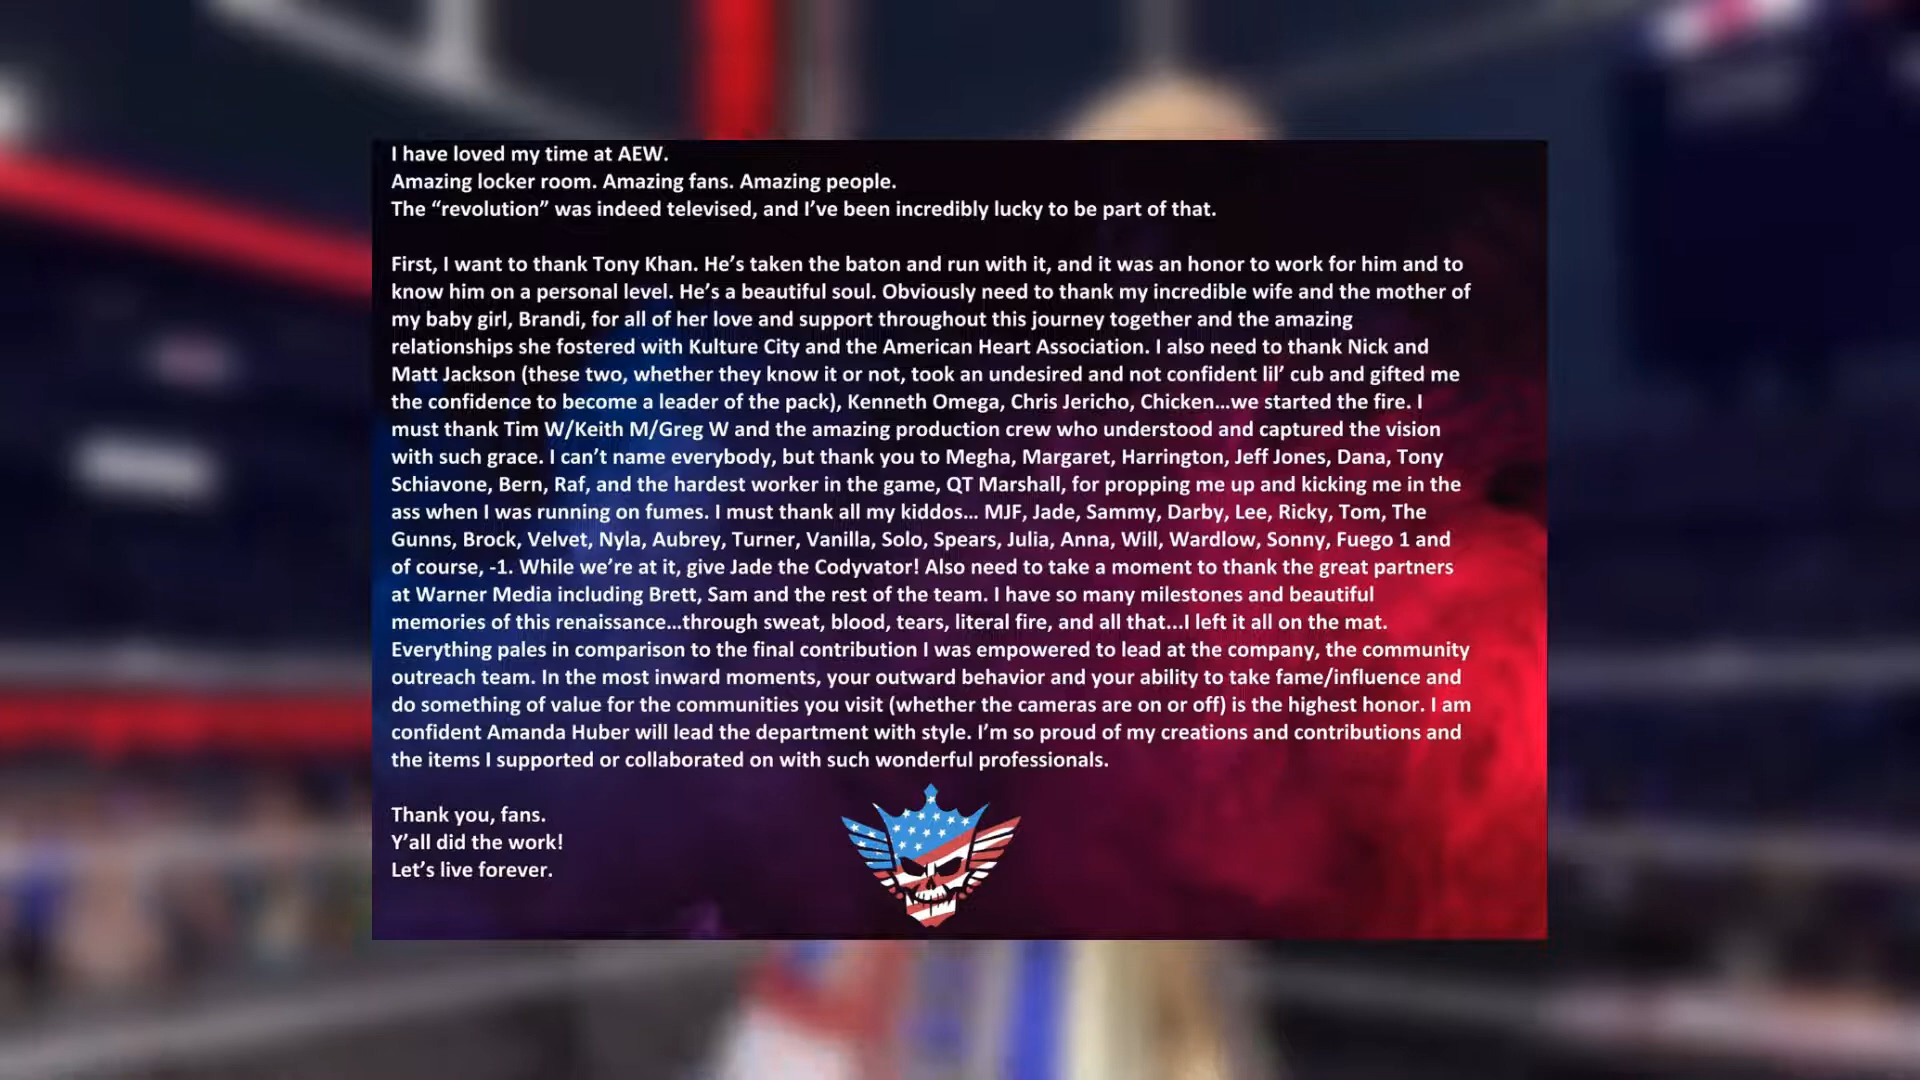 I have loved my time at AEW.
Amazing locker room. Amazing fans. Amazing people.
The “revolution” was indeed televised, and I’ve been incredibly lucky to be part of that.
First, I want to thank Tony Khan. He’s taken the baton and run with it, and it was an honor to work for him and to
know him on a personal level. He’s a beautiful soul. Obviously need to thank my incredible wife and the mother of
my baby girl, Brandi, for all of her love and support throughout this journey together and the amazing
relationships she fostered with Kulture City and the American Heart Association. I also need to thank Nick and
Matt Jackson (these two, whether they know it or not, took an undesired and not confident lil’ cub and gifted me
the confidence to become a leader of the pack), Kenneth Omega, Chris Jericho, Chicken…we started the fire. I
must thank Tim W/Keith M/Greg W and the amazing production crew who understood and captured the vision
with such grace. I can’t name everybody, but thank you to Megha, Margaret, Harrington, Jeff Jones, Dana, Tony
Schiavone, Bern, Raf, and the hardest worker in the game, QT Marshall, for propping me up and kicking me in the
ass when I was running on fumes. I must thank all my kiddos… MJF, Jade, Sammy, Darby, Lee, Ricky, Tom, The
Gunns, Brock, Velvet, Nyla, Aubrey, Turner, Vanilla, Solo, Spears, Julia, Anna, Will, Wardlow, Sonny, Fuego 1 and
of course, -1. While we’re at it, give Jade the Codyvator! Also need to take a moment to thank the great partners
at Warner Media including Brett, Sam and the rest of the team. I have so many milestones and beautiful
memories of this renaissance…through sweat, blood, tears, literal fire, and all that...I left it all on the mat.
Everything pales in comparison to the final contribution I was empowered to lead at the company, the community
outreach team. In the most inward moments, your outward behavior and your ability to take fame/influence and
do something of value for the communities you visit (whether the cameras are on or off) is the highest honor. I am
confident Amanda Huber will lead the department with style. I’m so proud of my creations and contributions and
the items I supported or collaborated on with such wonderful professionals.
Thank you, fans.
Y’all did the work!
Let’s live forever.